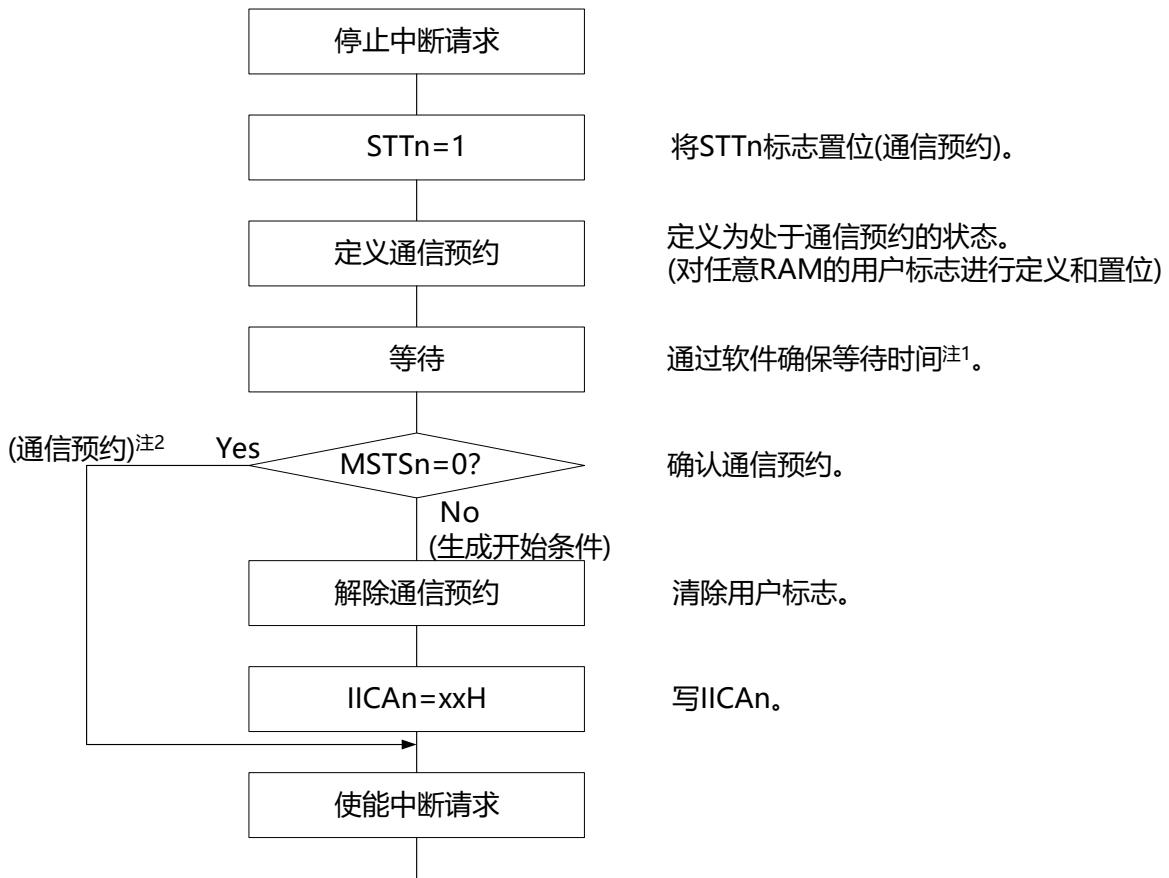 停止中断请求
STTn=1
将STTn标志置位(通信预约)。
定义通信预约
定义为处于通信预约的状态。
(对任意RAM的用户标志进行定义和置位)
等待
通过软件确保等待时间注1。
(通信预约)注2
Yes
MSTSn=0?
确认通信预约。
No
(生成开始条件)
解除通信预约
清除用户标志。
IICAn=xxH
写IICAn。
使能中断请求